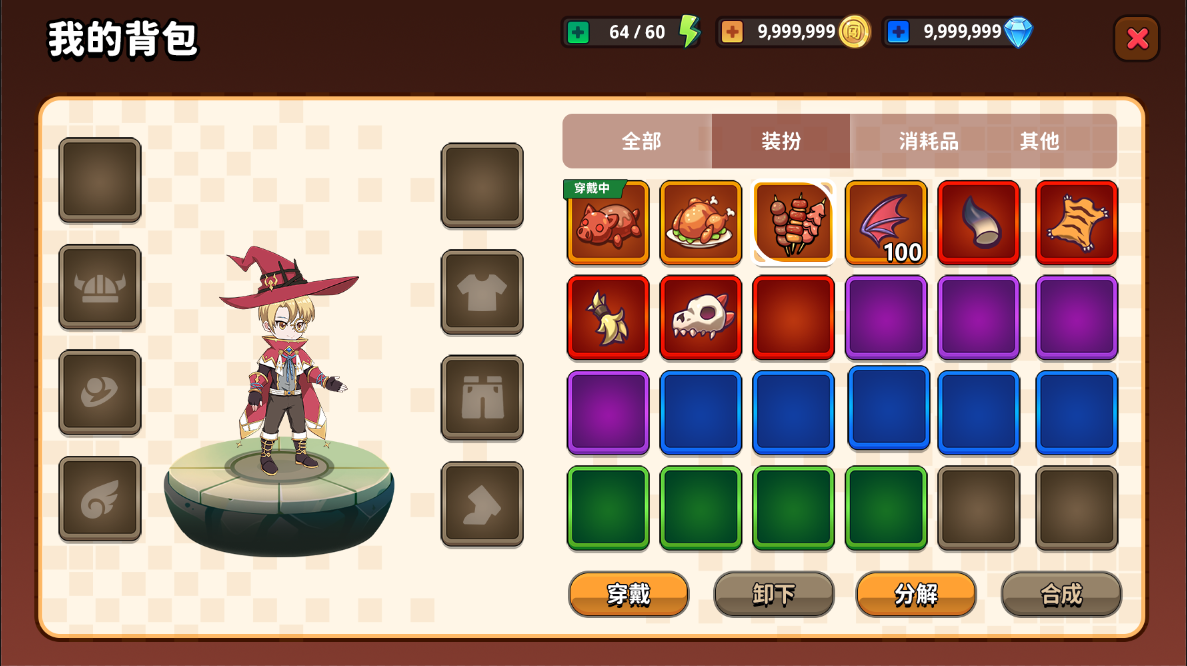 我的背包
64 / 60
9,999,999
9,999,999
全部
装扮
消耗品
其他
穿戴中
100
穿戴
卸下
分解
合成